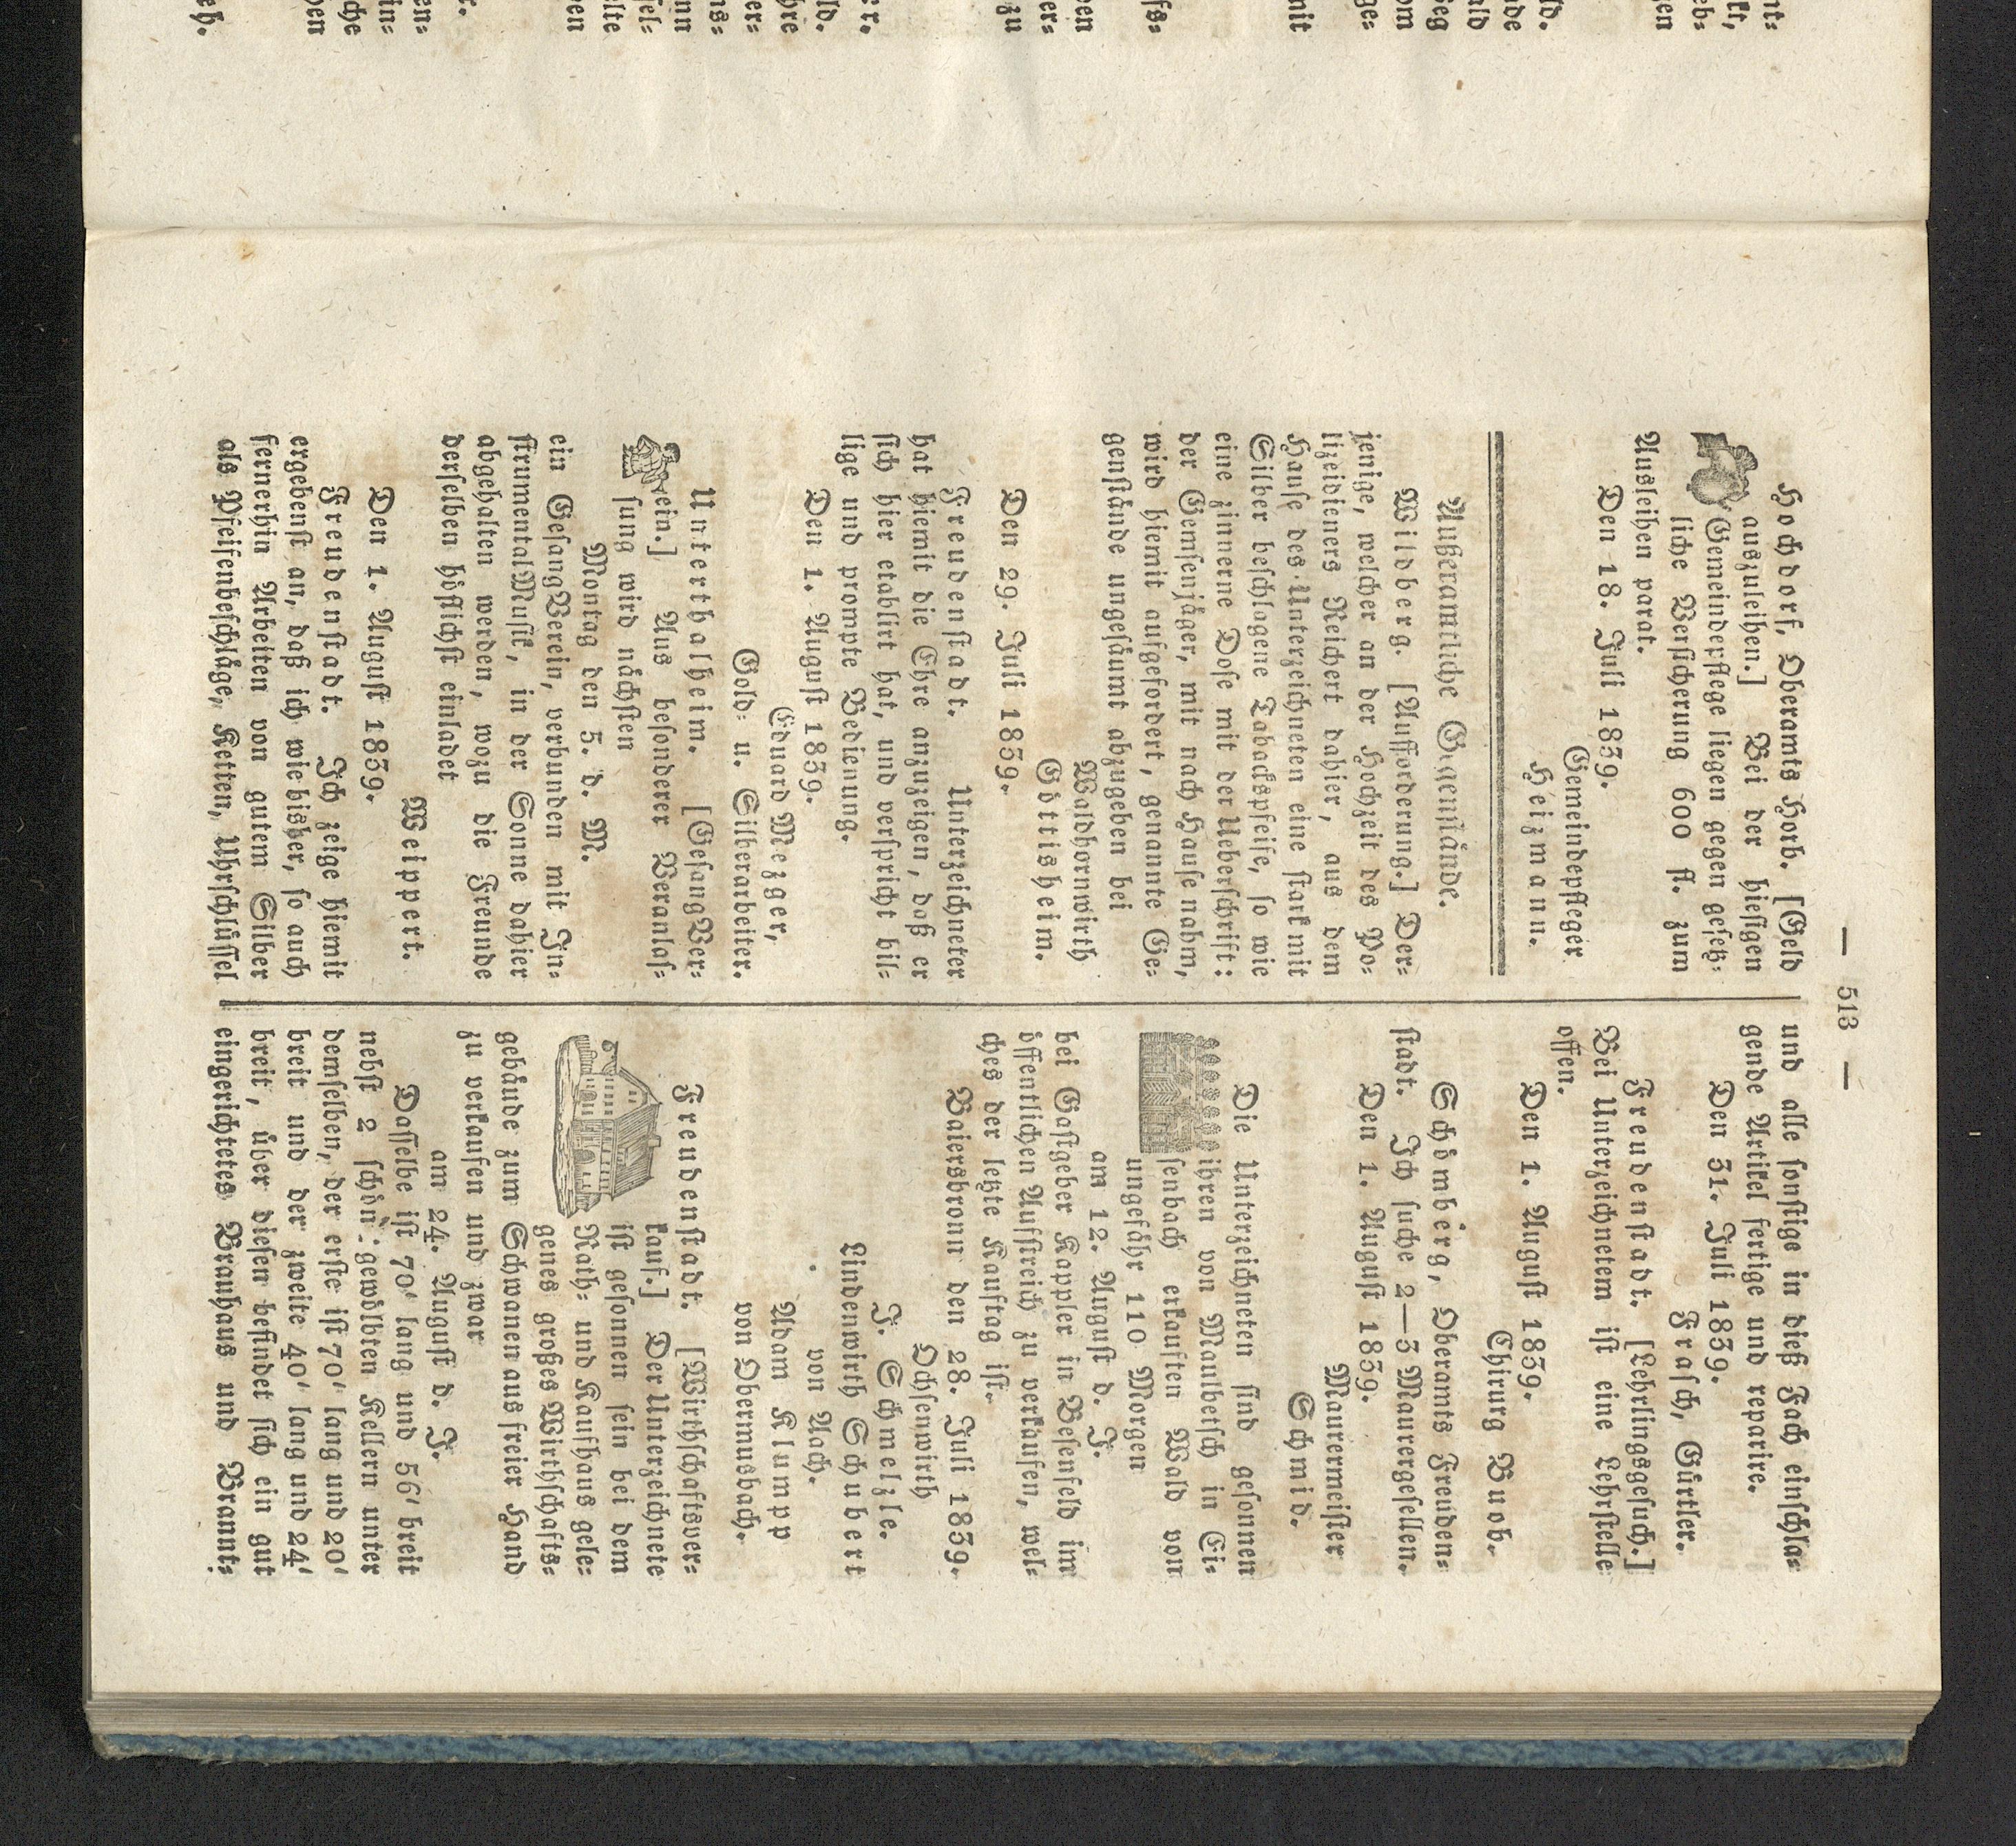 — 513 —
Hochdorf, Oberamts Horb. [Geld
auszuleihen.] Bei der hiesigen
Gemeindepflege liegen gegen gesetz-
liche Versicherung 600 fl. zum
Ausleihen parat.
Den 18. Juli 1839.
Gemeindepfleger
Heizmann.
Außeramtliche Gegenstände.
Wildberg. [Aufforderung.] Der-
jenige, welcher an der Hochzeit des Po-
lizeidieners Reichert dahier, aus dem
Hause des Unterzeichneten eine stark mit
Silber beschlagene Tabackspfeife, so wie
eine zinnerne Dose mit der Ueberschrift:
der Gemsenjäger, mit nach Hause nahm,
wird hiemit aufgefordert, genannte Ge-
genstände ungesäumt abzugeben bei
Waldhornwirth
Göttisheim.
Den 29. Juli 1839.
Freudenstadt. Unterzeichneter
hat hiemit die Ehre anzuzeigen, daß er
sich hier etablirt hat, und verspricht bil-
lige und prompte Bedienung.
Den 1. August 1839.
Eduard Mezger,
Gold- u. Silberarbeiter.
Unterthalheim. [GesangVer-
ein.] Aus besonderer Veranlas-
sung wird nächsten
Montag den 5. d. M.
ein GesangVerein, verbunden mit In-
strumentalMusik, in der Sonne dahier
abgehalten werden, wozu die Freunde
derselben höflichst einladet
Weippert.
Den 1. August 1839.
Freudenstadt. Ich zeige hiemit
ergebenst an, daß ich wie bisher, so auch
fernerhin Arbeiten von gutem Silber
als Pfeifenbeschläge, Ketten, Uhrschlüssel
und alle sonstige in dieß Fach einschla-
gende Artikel fertige und reparire.
Den 31. Juli 1839.
Frasch, Gürtler.
Freudenstadt. [Lehrlingsgesuch.]
Bei Unterzeichnetem ist eine Lehrstelle
offen.
Den 1. August 1839.
Chirurg Buob.
Schömberg, Oberamts Freuden-
stadt. Ich suche 2—3 Maurergesellen.
Den 1. August 1839.
Maurermeister
Schmid.
Die Unterzeichneten sind gesonnen
ihren von Maulbetsch in Ei-
senbach erkauften Wald von
ungefähr 110 Morgen
am 12. August d. J.
bei Gastgeber Kappler in Besenfeld im
öffentlichen Aufstreich zu verkaufen, wel-
ches der letzte Kauftag ist.
Baiersbronn den 28. Juli 1839.
Ochsenwirth
F. Schmelzle.
Lindenwirth Schubert
von Aach.
Adam Klumpp
von Obermusbach.
Freudenstadt. [Wirthschaftsver-
kauf.] Der Unterzeichnete
ist gesonnen sein bei dem
Rath- und Kaufhaus gele-
genes großes Wirthschafts-
gebäude zum Schwanen aus freier Hand
zu verkaufen und zwar
am 24. August d. J.
Dasselbe ist 70' lang und 56' breit
nebst 2 schön gewölbten Kellern unter
demselben, der erste ist 70' lang und 20'
breit und der zweite 40' lang und 24'
breit, über diesen befindet sich ein gut
eingerichtetes Brauhaus und Brannt-